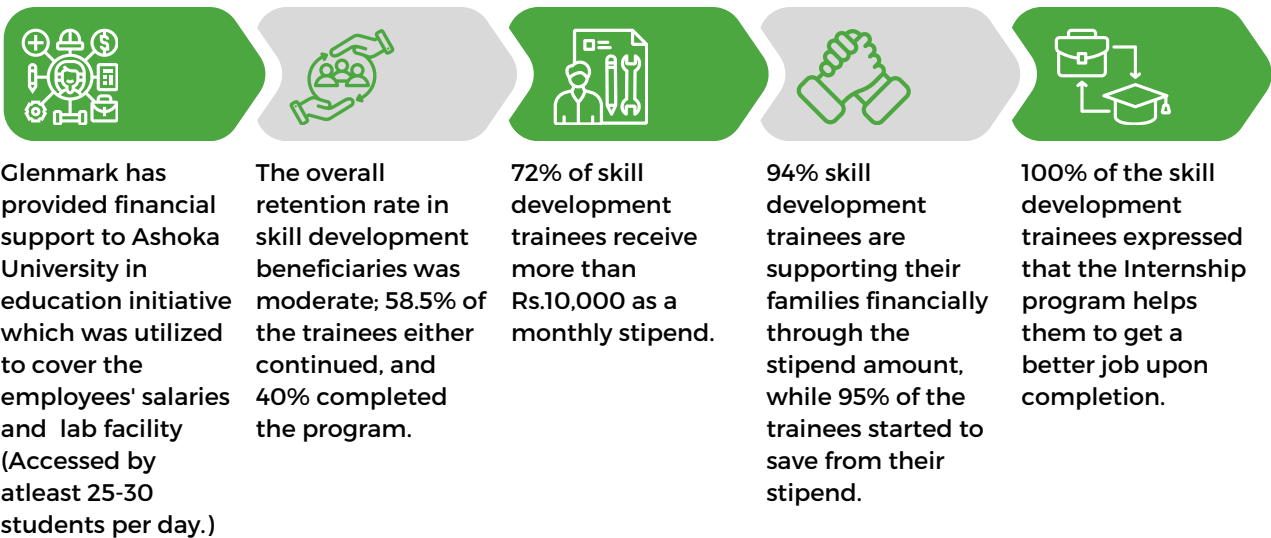 Glenmark has
provided financial
support to Ashoka
University in
education initiative
which was utilized
to cover the
employees' salaries
and lab facility
(Accessed by
atleast 25-30
students per day.)
The overall
retention rate in
skill development
beneficiaries was
moderate; 58.5% of
the trainees either
continued, and
40% completed
the program.
72% of skill
development
trainees receive
more than
Rs.10,000 as a
monthly stipend.
94% skill
development
trainees are
supporting their
families financially
through the
stipend amount,
while 95% of the
trainees started to
save from their
stipend.
100% of the skill
development
trainees expressed
that the Internship
program helps
them to get a
better job upon
completion.